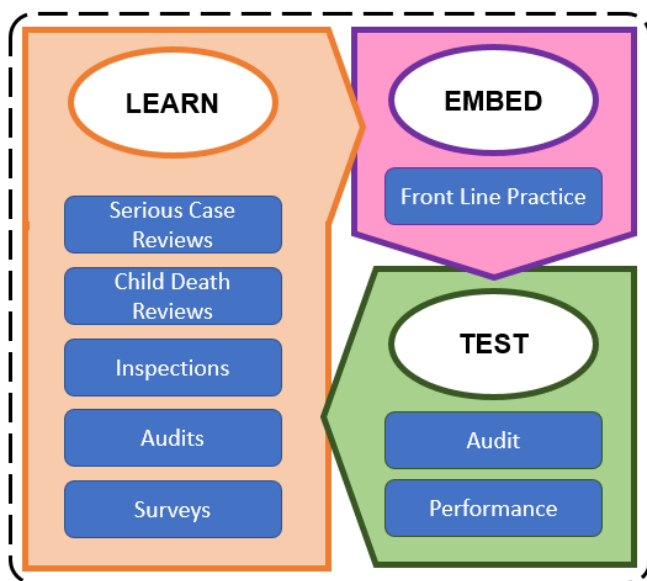 LEARN
Serious Case
Reviews
Child Death
Reviews
Inspections
Audits
Surveys
EMBED
Front Line Practice
TEST
Audit
Performance